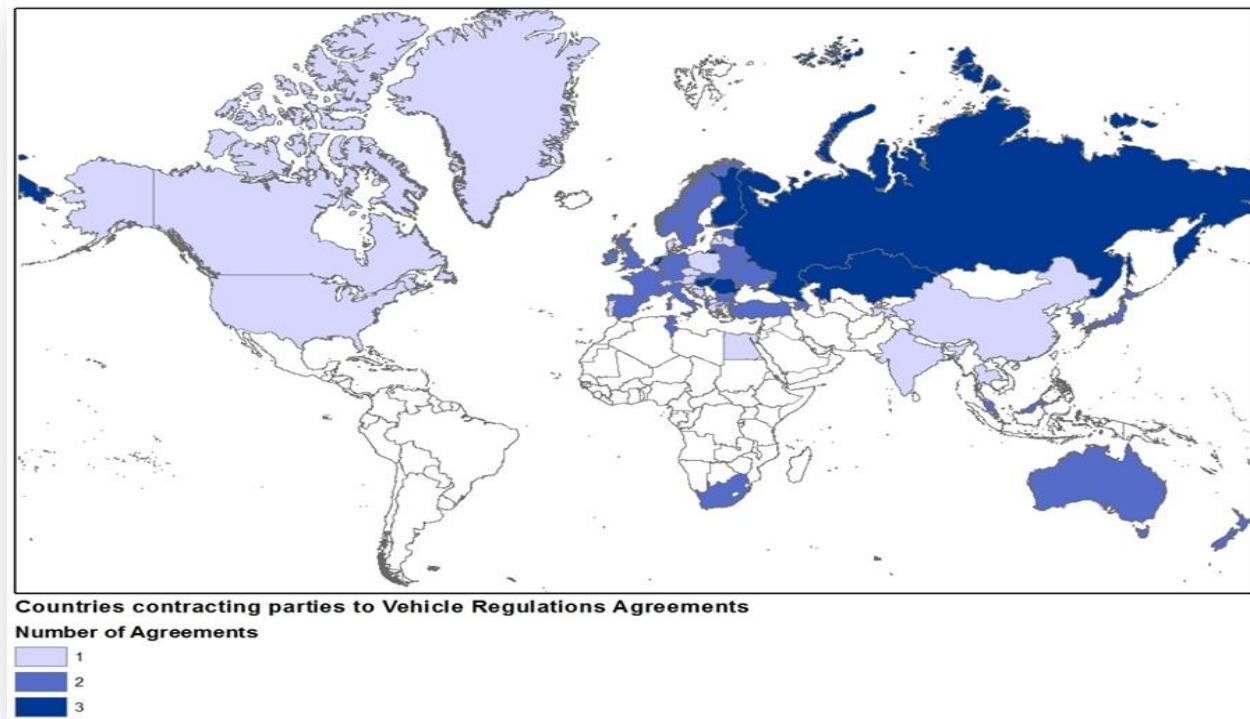 Countries contracting parties to Vehicle Regulations Agreements
Number of Agreements
1
2
3